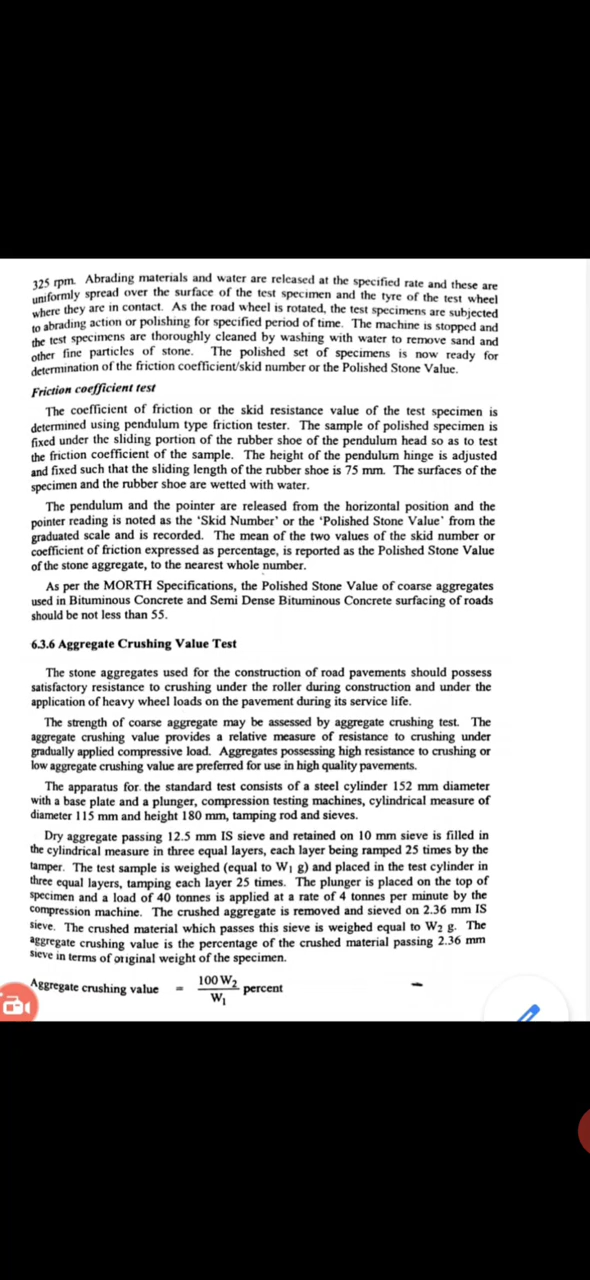 325 rpm. Abrading materials and water are released at the specified rate and these are
uniformly spread over the surface of the test specimen and the tyre of the test wheel
where they are in contact. As the road wheel is rotated, the test specimens are subjected
to abrading action or polishing for specified period of time. The machine is stopped and
the test specimens are thoroughly cleaned by washing with water to remove sand and
other fine particles of stone. The polished set of specimens is now ready for
determination of the friction coefficient/skid number or the Polished Stone Value.
Friction coefficient test
The coefficient of friction or the skid resistance value of the test specimen is
determined using pendulum type friction tester. The sample of polished specimen is
fixed under the sliding portion of the rubber shoe of the pendulum head so as to test
the friction coefficient of the sample. The height of the pendulum hinge is adjusted
and fixed such that the sliding length of the rubber shoe is 75 mm. The surfaces of the
specimen and the rubber shoe are wetted with water.
The pendulum and the pointer are released from the horizontal position and the
pointer reading is noted as the 'Skid Number' or the 'Polished Stone Value' from the
graduated scale and is recorded. The mean of the two values of the skid number or
coefficient of friction expressed as percentage, is reported as the Polished Stone Value
of the stone aggregate, to the nearest whole number.
As per the MORTH Specifications, the Polished Stone Value of coarse aggregates
used in Bituminous Concrete and Semi Dense Bituminous Concrete surfacing of roads
should be not less than 55.
6.3.6 Aggregate Crushing Value Test
The stone aggregates used for the construction of road pavements should possess
satisfactory resistance to crushing under the roller during construction and under the
application of heavy wheel loads on the pavement during its service life.
The strength of coarse aggregate may be assessed by aggregate crushing test. The
aggregate crushing value provides a relative measure of resistance to crushing under
gradually applied compressive load. Aggregates possessing high resistance to crushing or
low aggregate crushing value are preferred for use in high quality pavements.
The apparatus for the standard test consists of a steel cylinder 152 mm diameter
with a base plate and a plunger, compression testing machines, cylindrical measure of
diameter 115 mm and height 180 mm, tamping rod and sieves.
Dry aggregate passing 12.5 mm IS sieve and retained on 10 mm sieve is filled in
the cylindrical measure in three equal layers, each layer being ramped 25 times by the
tamper. The test sample is weighed (equal to W₁ g) and placed in the test cylinder in
three equal layers, tamping each layer 25 times. The plunger is placed on the top of
specimen and a load of 40 tonnes is applied at a rate of 4 tonnes per minute by the
compression machine. The crushed aggregate is removed and sieved on 2.36 mm IS
sieve. The crushed material which passes this sieve is weighed equal to W₂ g. The
aggregate crushing value is the percentage of the crushed material passing 2.36 mm
sieve in terms of original weight of the specimen.
Aggregate crushing value = 100 W₂ / W₁ percent